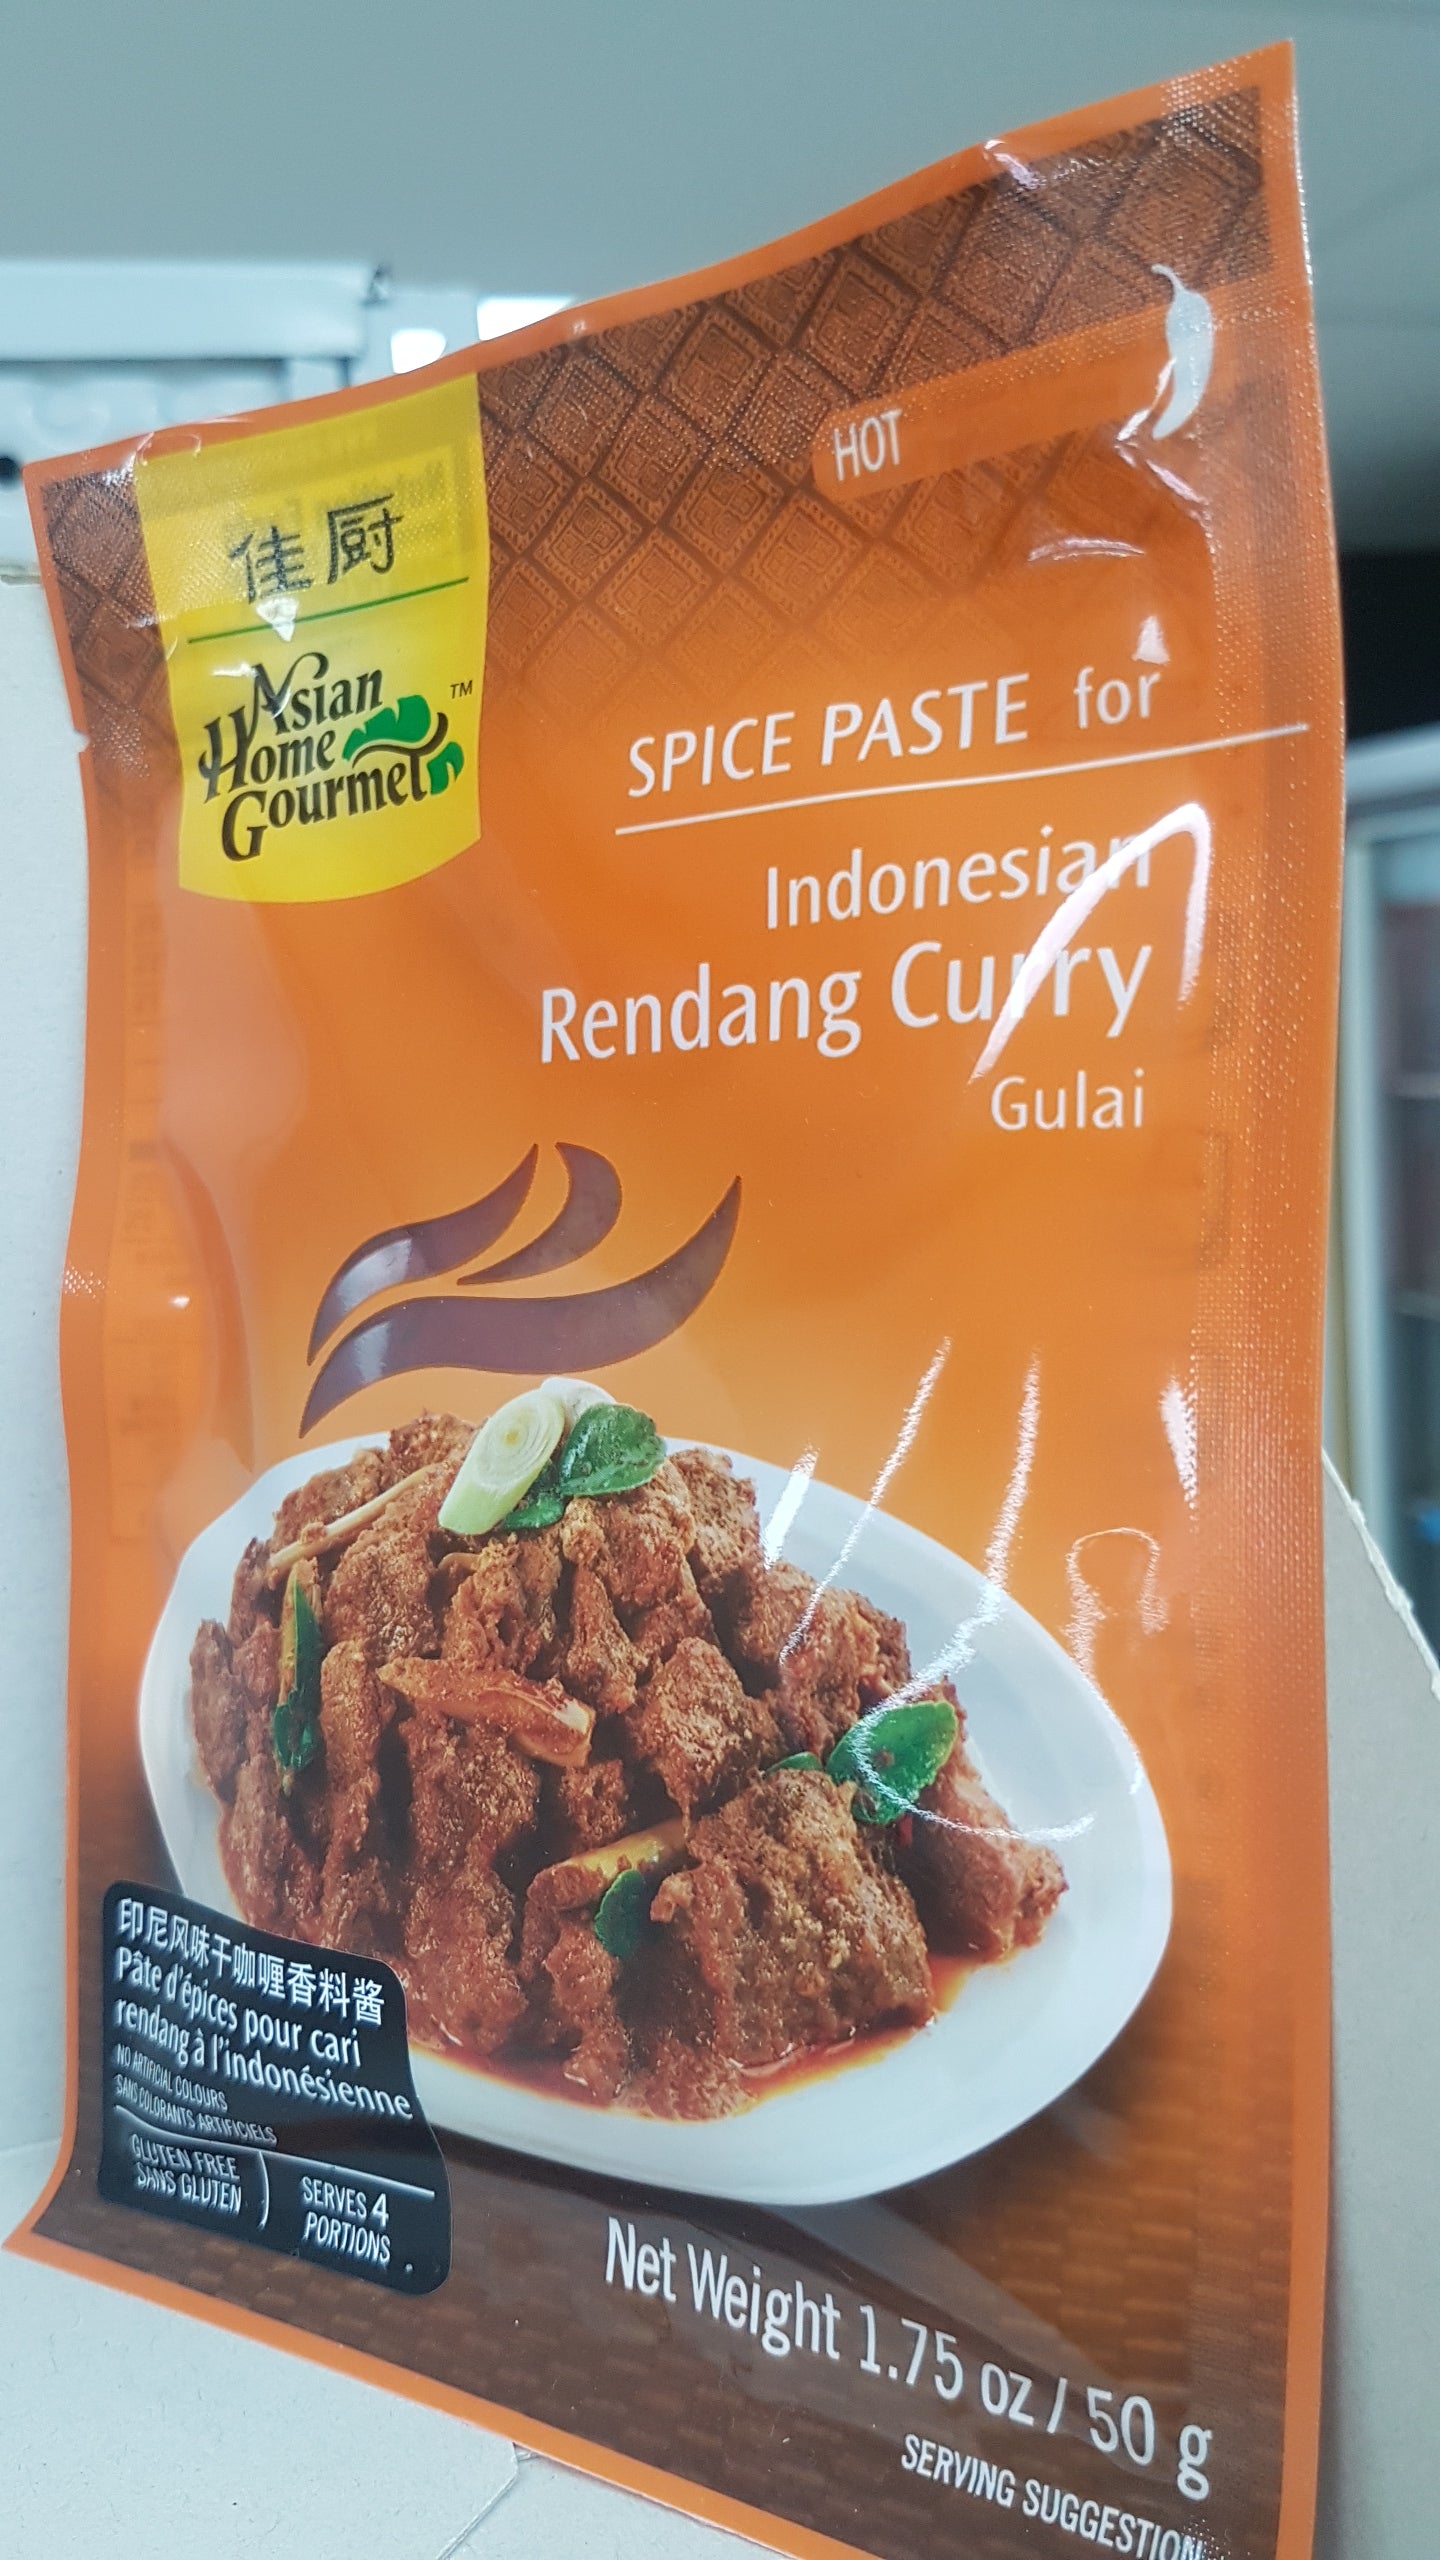 HOT
佳厨
Asian
Home
Gourmet
TM
SPICE PASTE for
Indonesian
Rendang Curry
Gulai
印尼风味干咖喱香料酱
Pâte d'épices pour cari
rendang à l'indonésienne
NO ARTIFICIAL COLOURS
SANS COLORANTS ARTIFICIELS
GLUTEN FREE
SANS GLUTEN
SERVES 4
PORTIONS
Net Weight 1.75 oz / 50 g
SERVING SUGGESTION